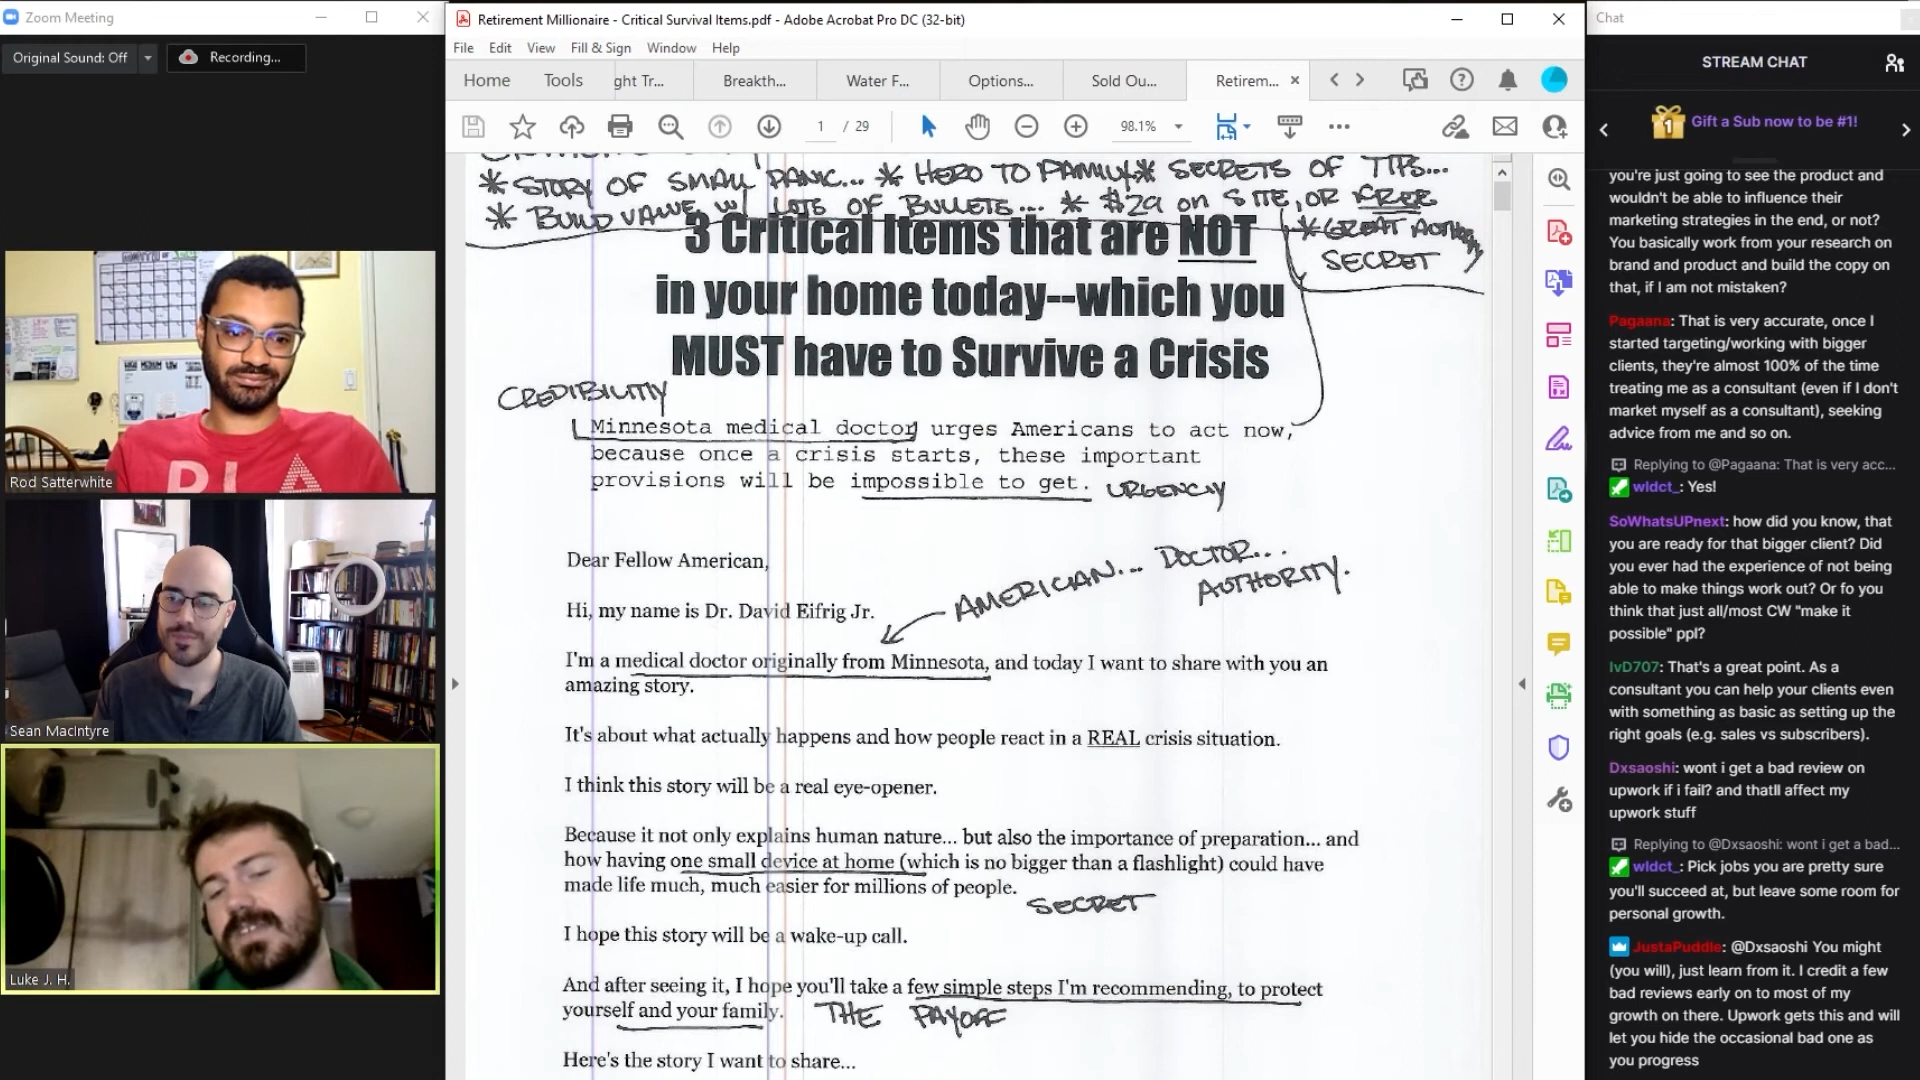 Zoom Meeting
Original Sound: Off
Recording...
Rod Satterwhite
Sean MacIntyre
Luke J. H.
Retirement Millionaire - Critical Survival Items.pdf - Adobe Acrobat Pro DC (32-bit)
File Edit View Fill & Sign Window Help
Home Tools ght Tr... Breakth... Water F... Options... Sold Ou... Retirem... ×
1 / 29 98.1%
* STORY OF SMALL PANIC... * HERO TO FAMILY * SECRETS OF TIPS...
* BUILD VALUE W/ LOTS OF BULLETS... * $29 on SITE, OR FREE
* GREAT AUTHORITY
SECRET
3 Critical Items that are NOT
in your home today--which you
MUST have to Survive a Crisis
CREDIBILITY
Minnesota medical doctor urges Americans to act now,
because once a crisis starts, these important
provisions will be impossible to get. URGENCY
Dear Fellow American,
AMERICIAN... DOCTOR...
AUTHORITY.
Hi, my name is Dr. David Eifrig Jr.
I'm a medical doctor originally from Minnesota, and today I want to share with you an
amazing story.
It's about what actually happens and how people react in a REAL crisis situation.
I think this story will be a real eye-opener.
Because it not only explains human nature... but also the importance of preparation... and
how having one small device at home (which is no bigger than a flashlight) could have
made life much, much easier for millions of people.
SECRET
I hope this story will be a wake-up call.
And after seeing it, I hope you'll take a few simple steps I'm recommending, to protect
yourself and your family. THE PAYOFF
Here's the story I want to share...
Chat
STREAM CHAT
1 Gift a Sub now to be #1!
you're just going to see the product and
wouldn't be able to influence their
marketing strategies in the end, or not?
You basically work from your research on
brand and product and build the copy on
that, if I am not mistaken?
Pagaana: That is very accurate, once I
started targeting/working with bigger
clients, they're almost 100% of the time
treating me as a consultant (even if I don't
market myself as a consultant), seeking
advice from me and so on.
Replying to @Pagaana: That is very acc...
wldct_: Yes!
SoWhatsUPnext: how did you know, that
you are ready for that bigger client? Did
you ever had the experience of not being
able to make things work out? Or fo you
think that just all/most CW "make it
possible" ppl?
IvD707: That's a great point. As a
consultant you can help your clients even
with something as basic as setting up the
right goals (e.g. sales vs subscribers).
Dxsaoshi: wont i get a bad review on
upwork if i fail? and thatll affect my
upwork stuff
Replying to @Dxsaoshi: wont i get a bad...
wldct_: Pick jobs you are pretty sure
you'll succeed at, but leave some room for
personal growth.
JustaPuddle: @Dxsaoshi You might
(you will), just learn from it. I credit a few
bad reviews early on to most of my
growth on there. Upwork gets this and will
let you hide the occasional bad one as
you progress